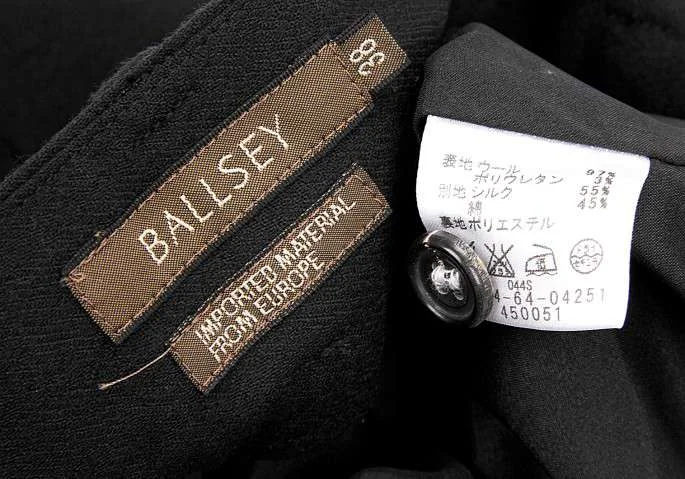 38
BALLSEY
IMPORTED MATERIAL
FROM EUROPE
表地 ウール 97%
ポリウレタン 3%
別地 シルク 55%
綿 45%
裏地 ポリエステル
044S
4-64-04251
450051